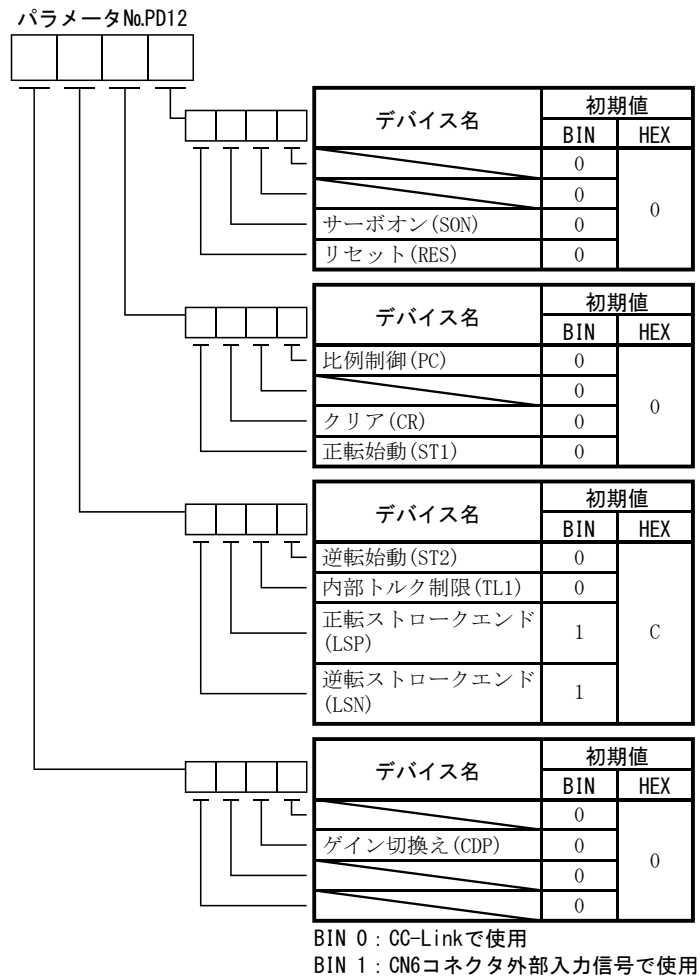 パラメータ№PD12
デバイス名 初期値
BIN HEX
0
0
サーボオン(SON) 0
リセット(RES) 0
0
デバイス名 初期値
BIN HEX
比例制御(PC) 0
0
クリア(CR) 0
正転始動(ST1) 0
0
デバイス名 初期値
BIN HEX
逆転始動(ST2) 0
内部トルク制限(TL1) 0
正転ストロークエンド
(LSP)
1
C
逆転ストロークエンド
(LSN)
1
デバイス名 初期値
BIN HEX
0
ゲイン切換え(CDP) 0
0
0
0
BIN 0：CC-Linkで使用
BIN 1：CN6コネクタ外部入力信号で使用